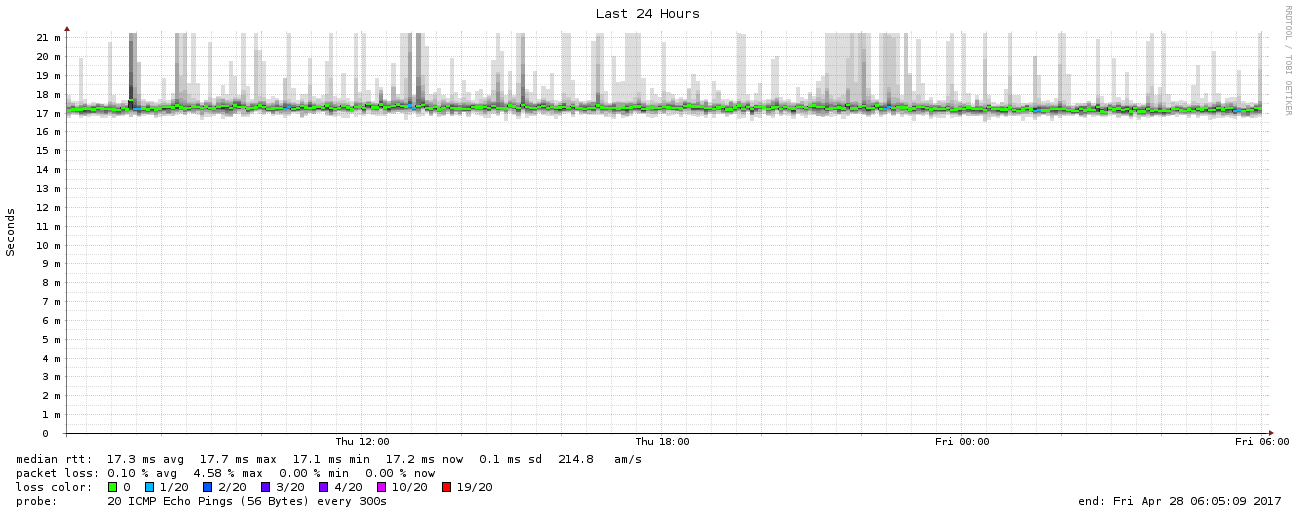 Last 24 Hours
RRDTOOL / TOBI OETIKER
Seconds
21 m
20 m
19 m
18 m
17 m
16 m
15 m
14 m
13 m
12 m
11 m
10 m
9 m
8 m
7 m
6 m
5 m
4 m
3 m
2 m
1 m
0
Thu 12:00 Thu 18:00 Fri 00:00 Fri 06:00
median rtt: 17.3 ms avg 17.7 ms max 17.1 ms min 17.2 ms now 0.1 ms sd 214.8 am/s
packet loss: 0.10 % avg 4.58 % max 0.00 % min 0.00 % now
loss color: 0 1/20 2/20 3/20 4/20 10/20 19/20
probe: 20 ICMP Echo Pings (56 Bytes) every 300s end: Fri Apr 28 06:05:09 2017